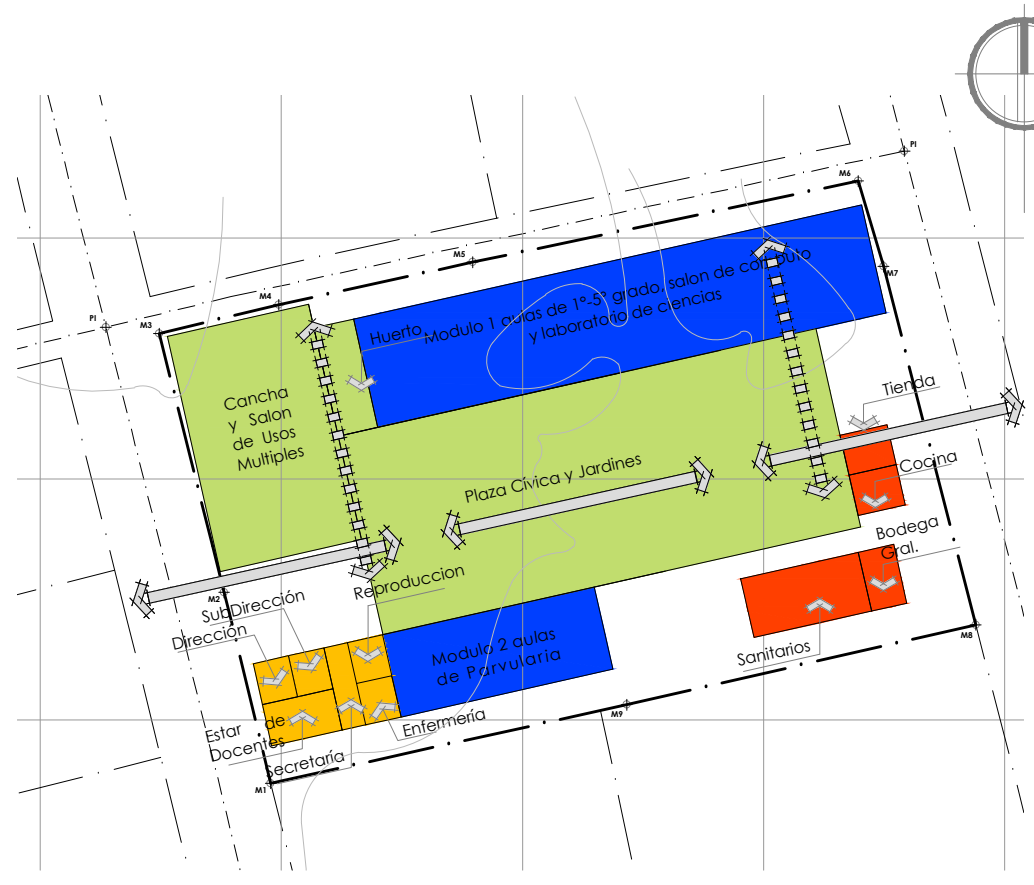 PI
M6
M5
M7
M4
PI
M3
Huerto
Modulo 1 aulas de 1°-5° grado, salon de computo
y laboratorio de ciencias
Cancha
y Salon
de Usos
Multiples
Tienda
Cocina
Plaza Cívica y Jardines
Bodega
Gral.
Reproduccion
M2
SubDirección
Dirección
Modulo 2 aulas
de Parvularia
Sanitarios
M8
M9
Enfermería
Estar de
Docentes
Secretaría
M1